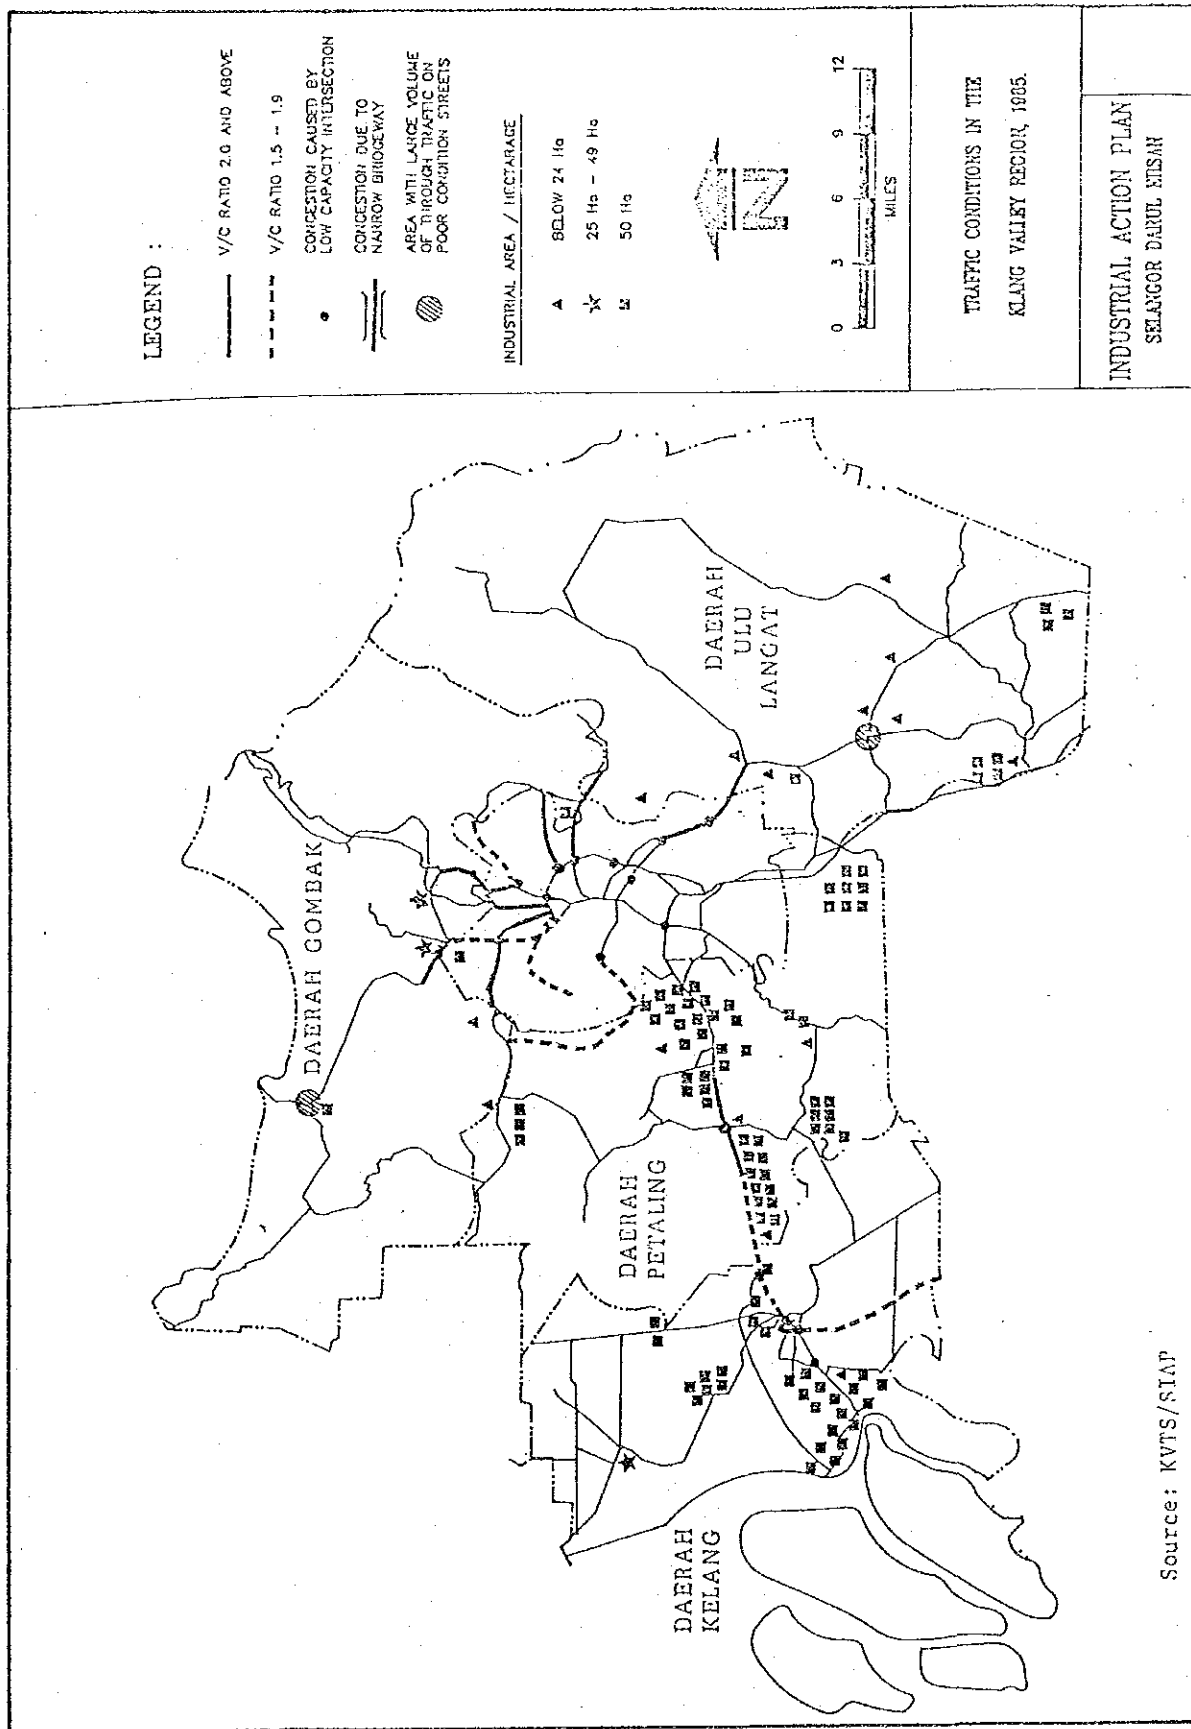 LEGEND :
V/C RATIO 2.0 AND ABOVE
V/C RATIO 1.5 - 1.9
CONGESTION CAUSED BY
LOW CAPACITY INTERSECTION
CONGESTION DUE TO
NARROW BRIDGEWAY
AREA WITH LARGE VOLUME
OF THROUGH TRAFFIC ON
POOR CONDITION STREETS
INDUSTRIAL AREA / HECTARAGE
BELOW 24 Ha
25 Ha - 49 Ha
50 Ha
N
0 3 6 9 12
MILES
TRAFFIC CONDITIONS IN THE
KLANG VALLEY REGION, 1985.
INDUSTRIAL ACTION PLAN
SELANGOR DARUL EHSAN
DAERAH GOMBAK
DAERAH
ULU
LANGAT
DAERAH
PETALING
DAERAH
KELANG
Source: KVTS/SIAP